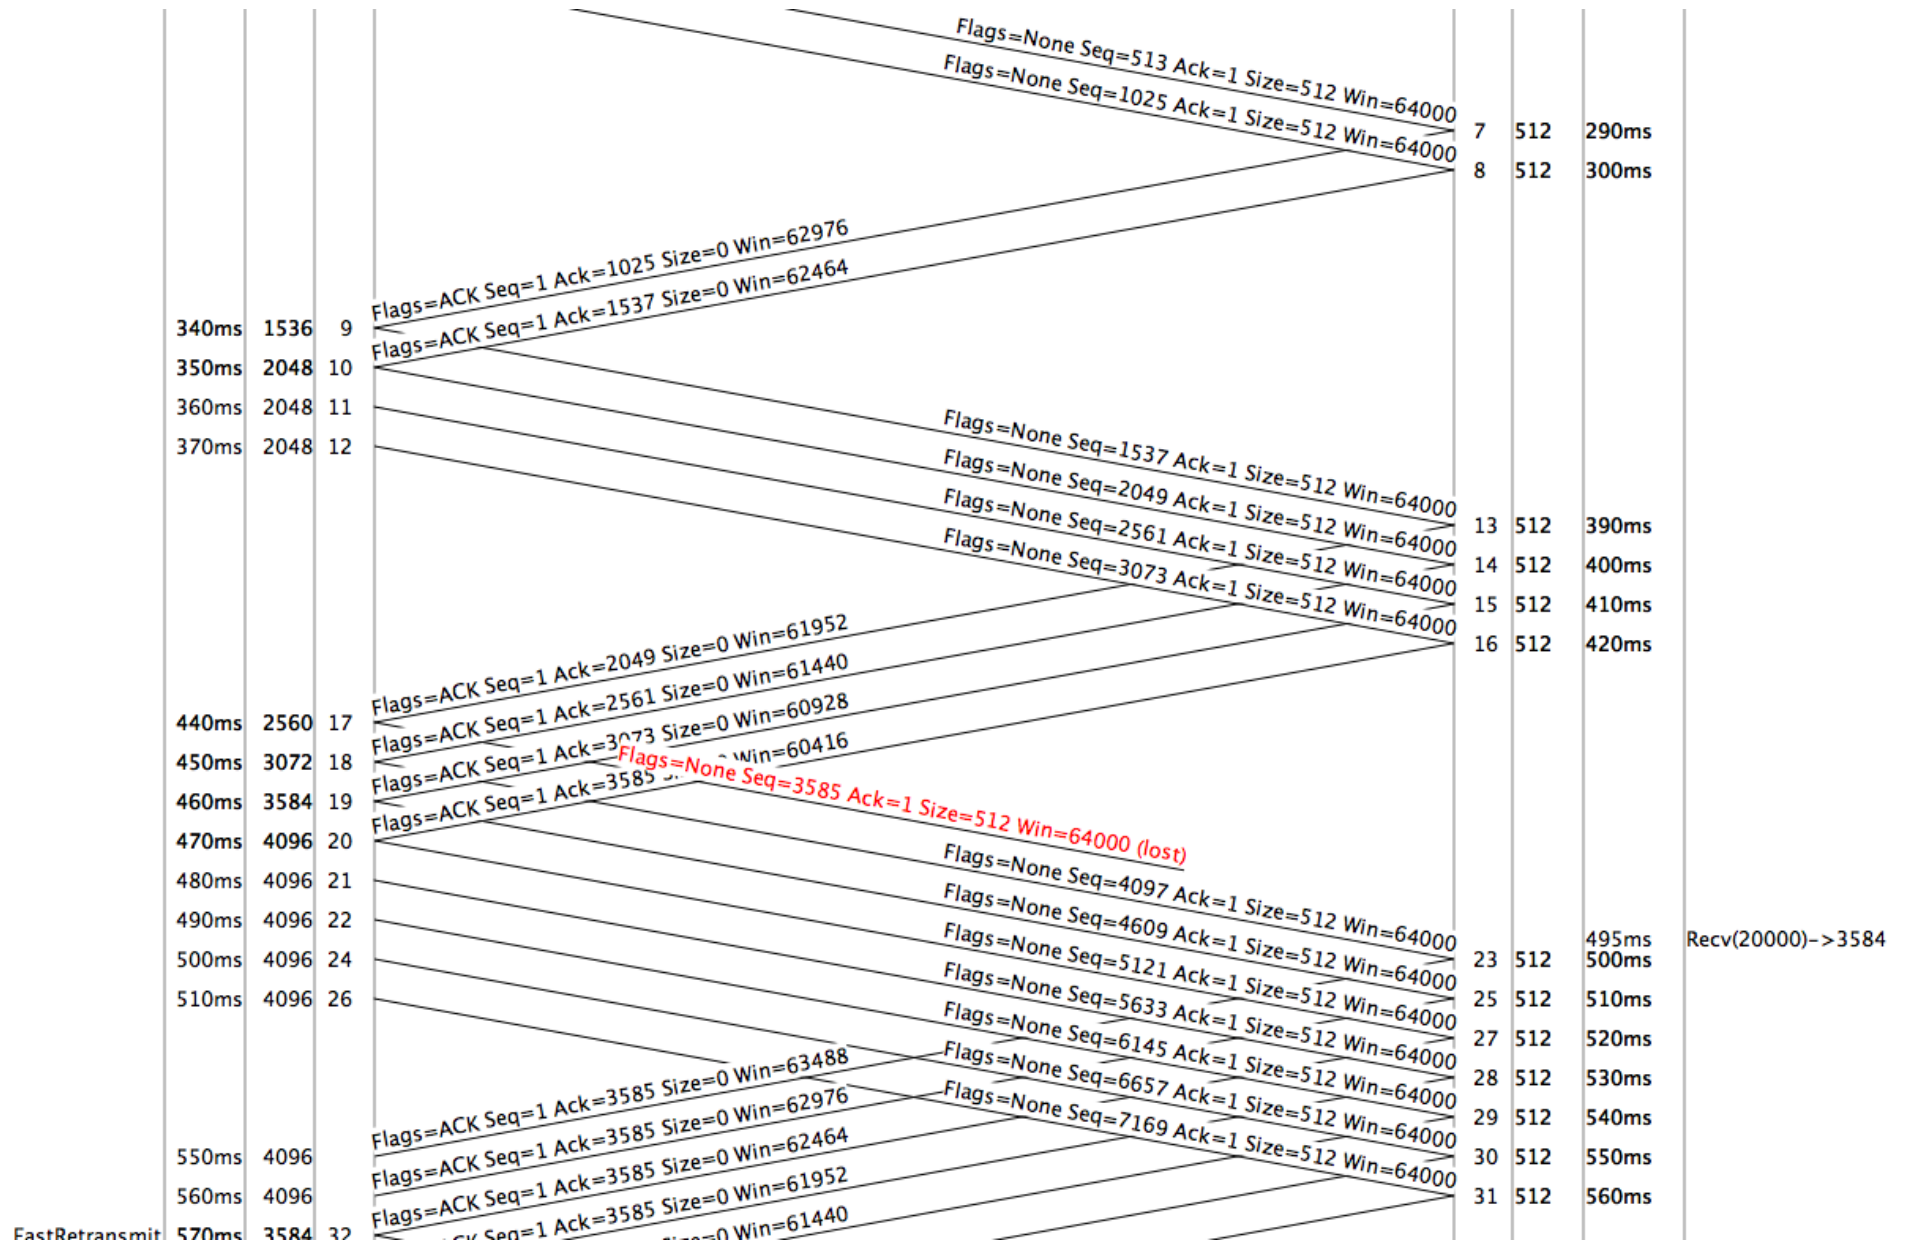 Flags=None Seq=513 Ack=1 Size=512 Win=64000
7 512 290ms
Flags=None Seq=1025 Ack=1 Size=512 Win=64000
8 512 300ms
Flags=ACK Seq=1 Ack=1025 Size=0 Win=62976
340ms 1536 9
Flags=ACK Seq=1 Ack=1537 Size=0 Win=62464
350ms 2048 10
360ms 2048 11
370ms 2048 12
Flags=None Seq=1537 Ack=1 Size=512 Win=64000
13 512 390ms
Flags=None Seq=2049 Ack=1 Size=512 Win=64000
14 512 400ms
Flags=None Seq=2561 Ack=1 Size=512 Win=64000
15 512 410ms
Flags=None Seq=3073 Ack=1 Size=512 Win=64000
16 512 420ms
Flags=ACK Seq=1 Ack=2049 Size=0 Win=61952
440ms 2560 17
Flags=ACK Seq=1 Ack=2561 Size=0 Win=61440
450ms 3072 18
Flags=ACK Seq=1 Ack=3073 Size=0 Win=60928
460ms 3584 19
Flags=ACK Seq=1 Ack=3585 Win=60416
470ms 4096 20
Flags=None Seq=3585 Ack=1 Size=512 Win=64000 (lost)
480ms 4096 21
490ms 4096 22
500ms 4096 24
510ms 4096 26
Flags=None Seq=4097 Ack=1 Size=512 Win=64000
495ms Recv(20000)->3584
23 512 500ms
Flags=None Seq=4609 Ack=1 Size=512 Win=64000
25 512 510ms
Flags=None Seq=5121 Ack=1 Size=512 Win=64000
27 512 520ms
Flags=None Seq=5633 Ack=1 Size=512 Win=64000
28 512 530ms
Flags=None Seq=6145 Ack=1 Size=512 Win=64000
29 512 540ms
Flags=None Seq=6657 Ack=1 Size=512 Win=64000
30 512 550ms
Flags=None Seq=7169 Ack=1 Size=512 Win=64000
31 512 560ms
Flags=ACK Seq=1 Ack=3585 Size=0 Win=63488
550ms 4096
Flags=ACK Seq=1 Ack=3585 Size=0 Win=62976
560ms 4096
Flags=ACK Seq=1 Ack=3585 Size=0 Win=62464
FastRetransmit 570ms 3584 32
Seq=1 Ack=3585 Size=0 Win=61952
Win=61440